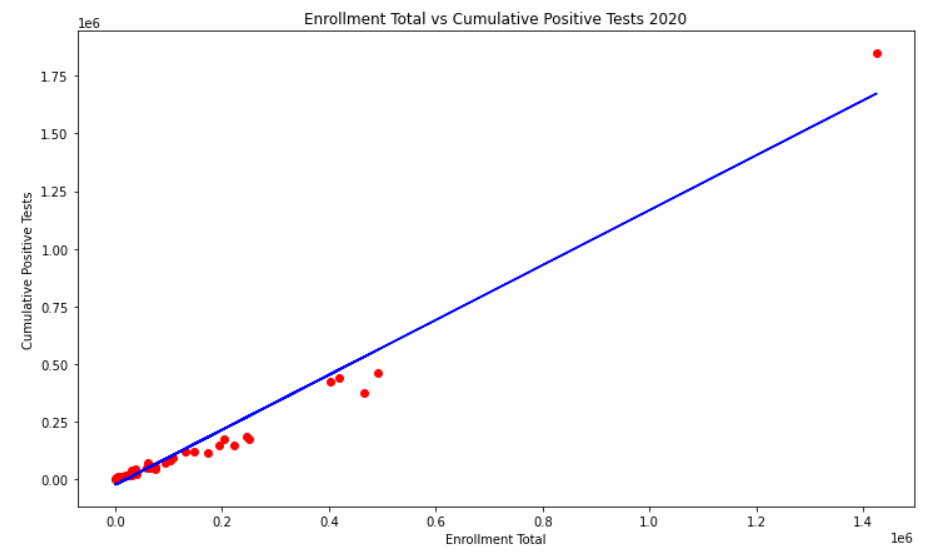 Enrollment Total vs Cumulative Positive Tests 2020
1e6
1.75
1.50
1.25
1.00
0.75
0.50
0.25
0.00
Cumulative Positive Tests
0.0 0.2 0.4 0.6 0.8 1.0 1.2 1.4
1e6
Enrollment Total